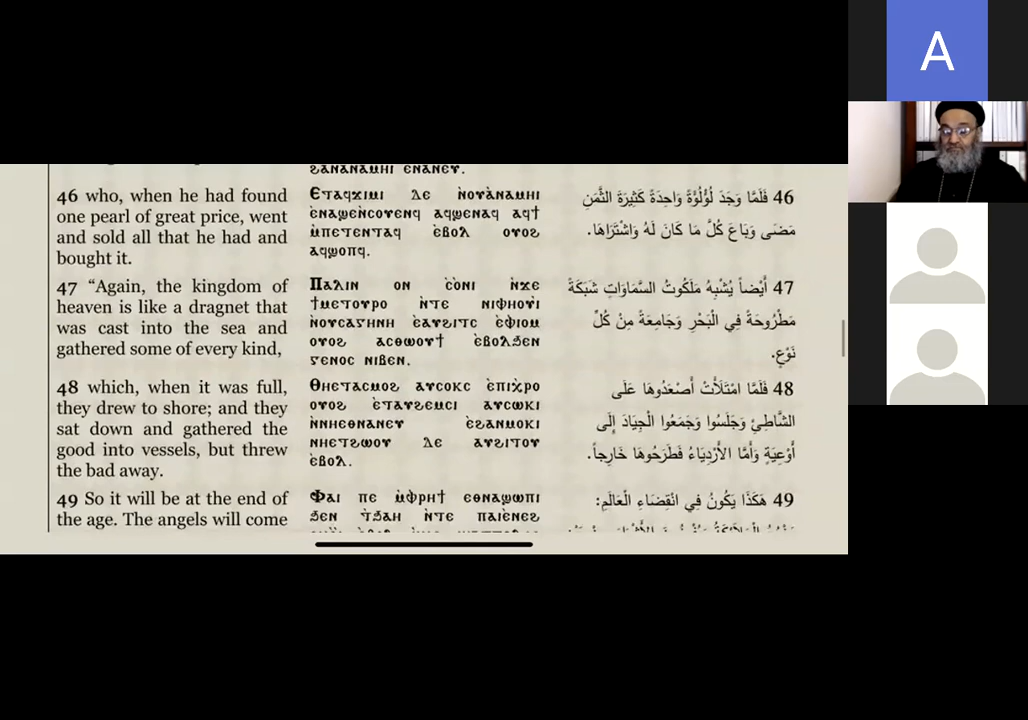 A
46 who, when he had found
one pearl of great price, went
and sold all that he had and
bought it.
47 “Again, the kingdom of
heaven is like a dragnet that
was cast into the sea and
gathered some of every kind,
48 which, when it was full,
they drew to shore; and they
sat down and gathered the
good into vessels, but threw
the bad away.
49 So it will be at the end of
the age. The angels will come
ϩⲁⲛⲁⲛⲁⲙⲏⲓ ⲉⲛⲁⲛⲉⲩ.
Ⲉⲧⲁϥϫⲓⲙⲓ ⲇⲉ ⲛ̀ⲟⲩⲁ̀ⲛⲁⲙⲏⲓ
ⲉ̀ⲛⲁϣⲉⲛⲥⲟⲩⲉⲛϥ ⲁϥϣⲉⲛⲁϥ ⲁϥϯ
ⲙ̀ⲡⲉⲧⲉⲛⲧⲁϥ ⲉ̀ⲃⲟⲗ ⲟⲩⲟϩ
ⲁϥϣⲟⲡϥ.
Ⲡⲁⲗⲓⲛ ⲟⲛ ⲥ̀ⲟ̀ⲛⲓ ⲛ̀ϫⲉ
ϯⲙⲉⲧⲟⲩⲣⲟ ⲛ̀ⲧⲉ ⲛⲓⲫⲏⲟⲩⲓ̀
ⲛ̀ⲟⲩⲥⲁⲅⲏⲛⲏ ⲉ̀ⲁⲩϩⲓⲧⲥ ⲉ̀ⲫⲓⲟⲙ
ⲟⲩⲟϩ ⲁⲥⲑⲱⲟⲩϯ ⲉ̀ⲃⲟⲗϧⲉⲛ
ⲅⲉⲛⲟⲥ ⲛⲓⲃⲉⲛ.
Ⲑⲏⲉⲧⲁⲥⲙⲟϩ ⲁⲩⲥⲟⲕⲥ ⲉ̀ⲡⲓⲭ̀ⲣⲟ
ⲟⲩⲟϩ ⲉ̀ⲧⲁⲩϩⲉⲙⲥⲓ ⲁⲩⲥⲱⲕⲓ
ⲛ̀ⲛⲏⲉⲑⲛⲁⲛⲉⲩ ⲉ̀ϩⲁⲛⲙⲟⲕⲓ
ⲛⲏⲉⲧϩⲱⲟⲩ ⲇⲉ ⲁⲩϩⲓⲧⲟⲩ
ⲉ̀ⲃⲟⲗ.
Ⲫⲁⲓ ⲡⲉ ⲙ̀ⲫⲣⲏϯ ⲉⲑⲛⲁϣⲱⲡⲓ
ϧⲉⲛ ⲧ̀ϧⲁⲏ ⲛ̀ⲧⲉ ⲡⲁⲓⲉ̀ⲛⲉϩ
46 فَلَمَّا وَجَدَ لُؤْلُؤَةً وَاحِدَةً كَثِيرَةَ الثَّمَنِ
مَضَى وَبَاعَ كُلَّ مَا كَانَ لَهُ وَاشْتَرَاهَا.
47 أَيْضاً يُشْبِهُ مَلَكُوتُ السَّمَاوَاتِ شَبَكَةً
مَطْرُوحَةً فِي الْبَحْرِ وَجَامِعَةً مِنْ كُلِّ
نَوْعٍ.
48 فَلَمَّا امْتَلَأَتْ أَصْعَدُوهَا عَلَى
الشَّاطِئِ وَجَلَسُوا وَجَمَعُوا الْجِيَادَ إِلَى
أَوْعِيَةٍ وَأَمَّا الأَرْدِيَاءُ فَطَرَحُوهَا خَارِجاً.
49 هَكَذَا يَكُونُ فِي انْقِضَاءِ الْعَالَمِ: